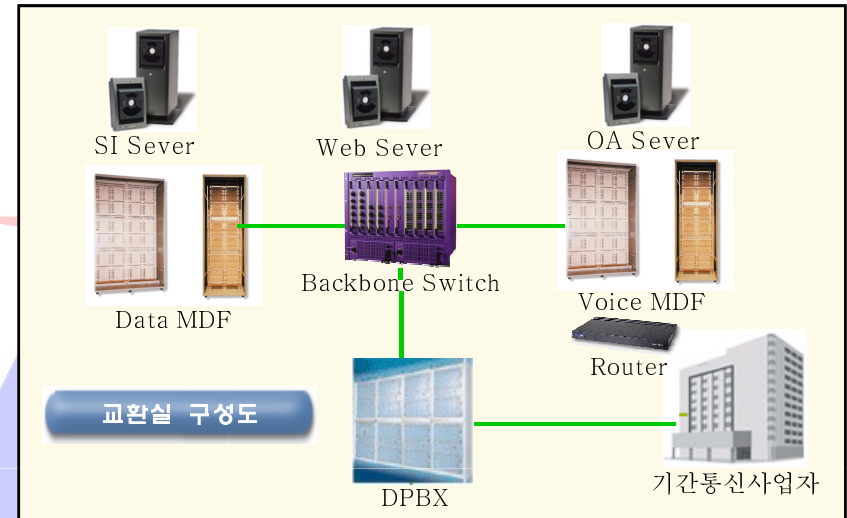 SI Sever
Web Sever
OA Sever
Backbone Switch
Data MDF
Voice MDF
Router
교환실 구성도
DPBX
기간통신사업자